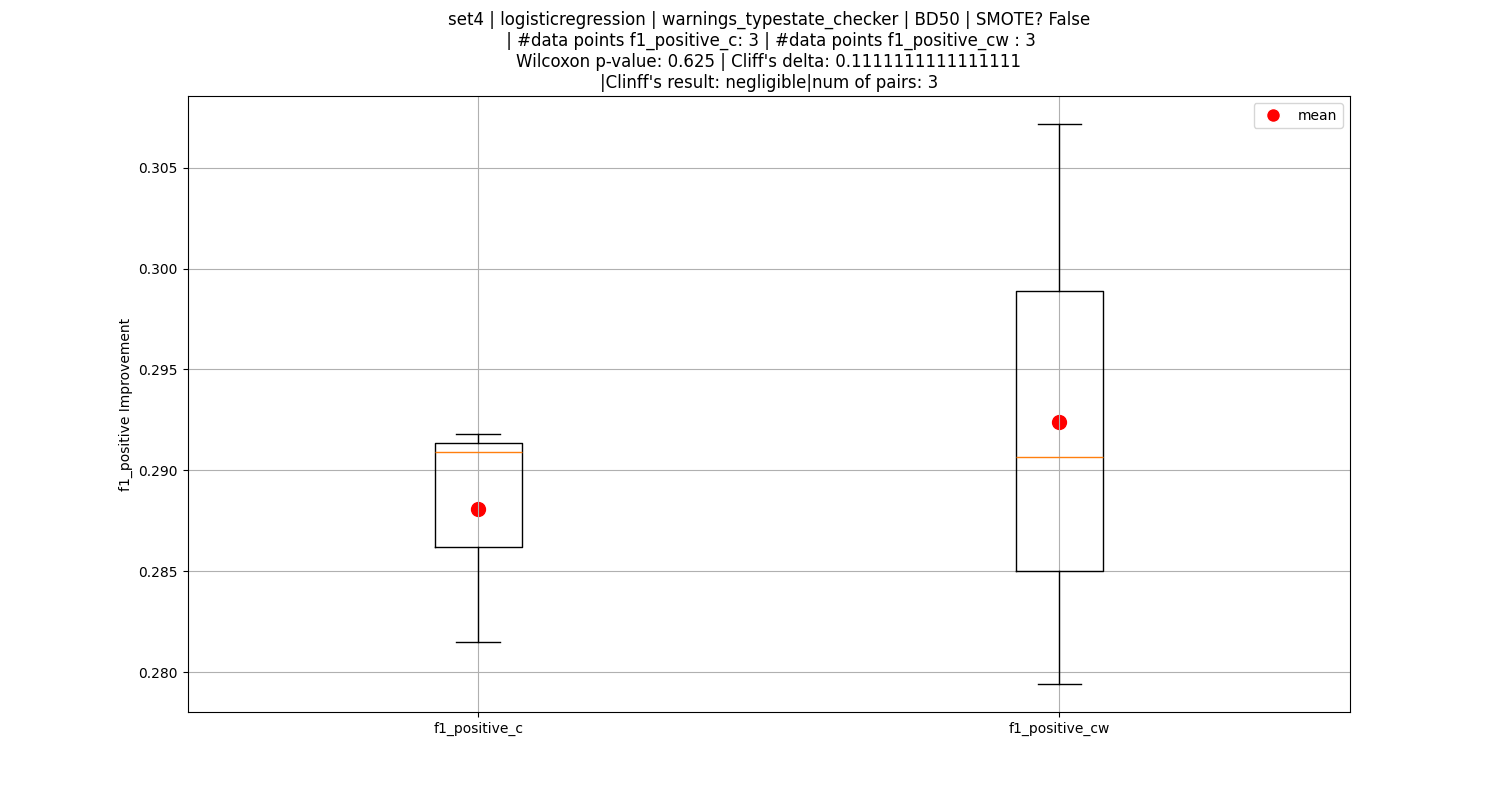 set4 | logisticregression | warnings_typestate_checker | BD50 | SMOTE? False
| #data points f1_positive_c: 3 | #data points f1_positive_cw : 3
Wilcoxon p-value: 0.625 | Cliff's delta: 0.1111111111111111
|Clinff's result: negligible|num of pairs: 3
mean
0.305
0.300
0.295
0.290
0.285
0.280
f1_positive Improvement
f1_positive_c
f1_positive_cw